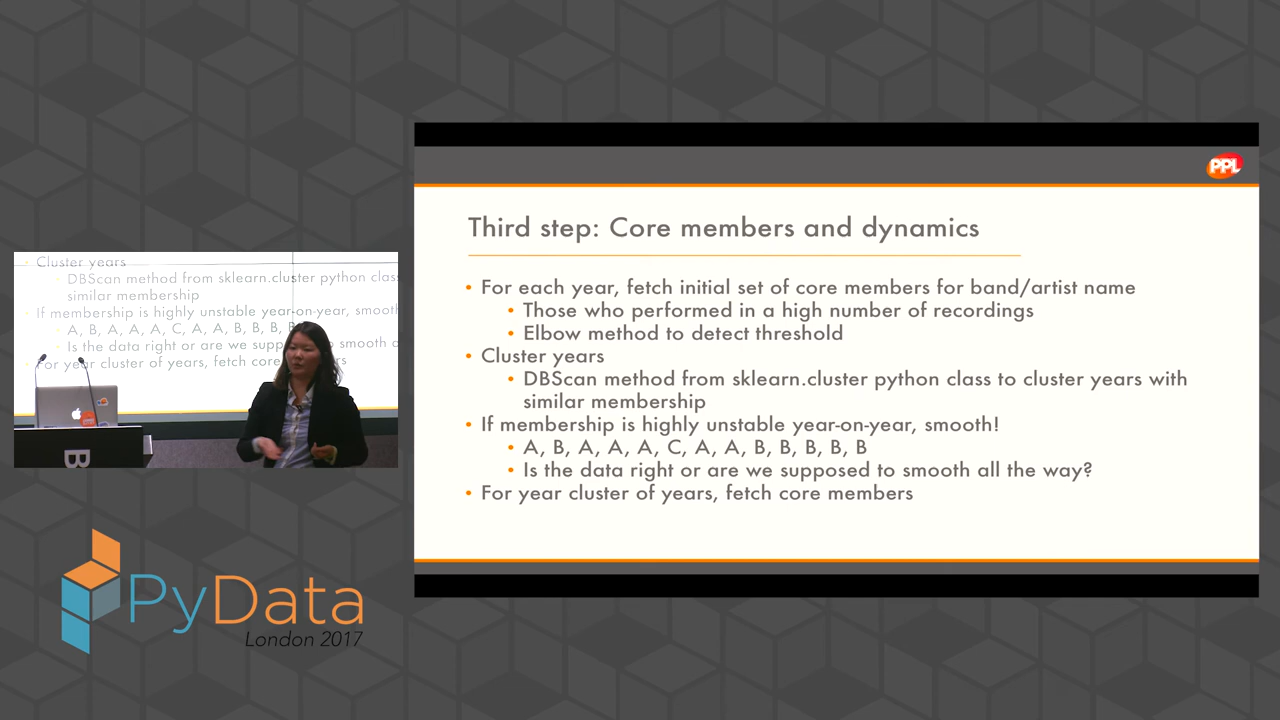 PPL
Third step: Core members and dynamics
• For each year, fetch initial set of core members for band/artist name
• Those who performed in a high number of recordings
• Elbow method to detect threshold
• Cluster years
• DBScan method from sklearn.cluster python class to cluster years with
similar membership
• If membership is highly unstable year-on-year, smooth!
• A, B, A, A, A, C, A, A, B, B, B, B, B
• Is the data right or are we supposed to smooth all the way?
• For year cluster of years, fetch core members
Cluster years
DBScan method from sklearn.cluster python clas
similar membership
If membership is highly unstable year-on-year, smoot
A, B, A, A, A, C, A, A, B, B, B, B
Is the data right or are we supp to smooth a
For year cluster of years, fetch core rs
B
PyData
London 2017